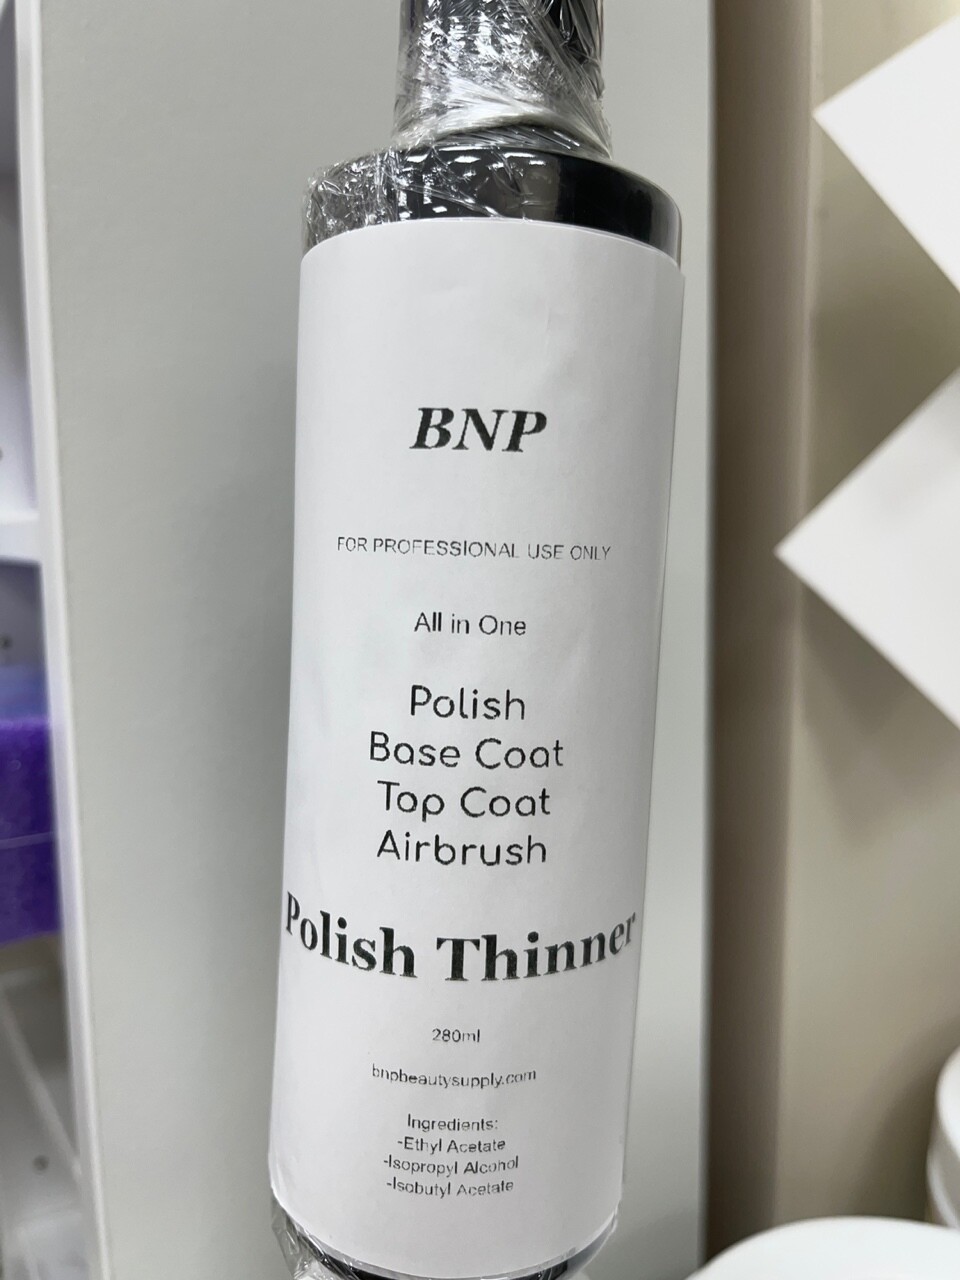 BNP
FOR PROFESSIONAL USE ONLY
All in One
Polish
Base Coat
Top Coat
Airbrush
Polish Thinner
280ml
bnpbeautysupply.com
Ingredients:
-Ethyl Acetate
-Isopropyl Alcohol
-Isobutyl Acetate